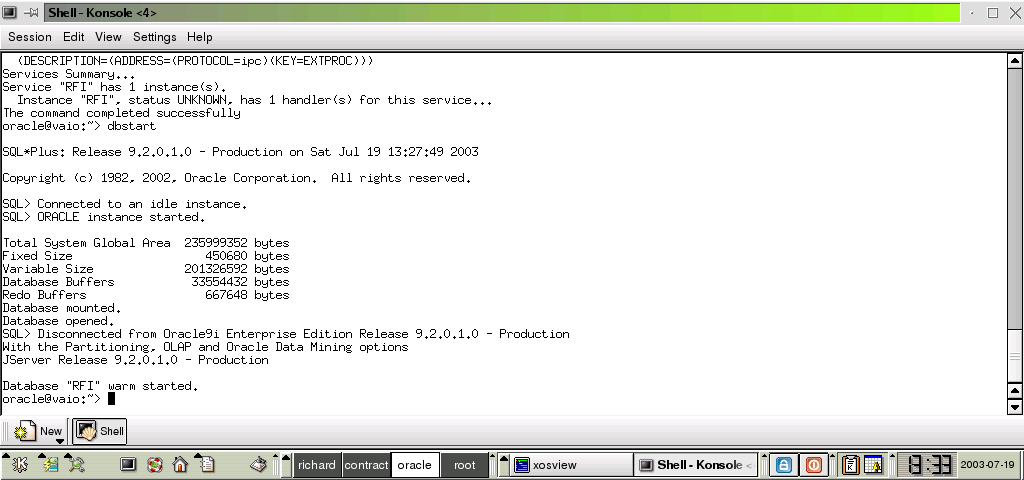 Shell - Konsole <4>
Session Edit View Settings Help
(DESCRIPTION=(ADDRESS=(PROTOCOL=ipc)(KEY=EXTPROC)))
Services Summary...
Service "RFI" has 1 instance(s).
Instance "RFI", status UNKNOWN, has 1 handler(s) for this service...
The command completed successfully
oracle@vaio:~> dbstart
SQL*Plus: Release 9.2.0.1.0 - Production on Sat Jul 19 13:27:49 2003
Copyright (c) 1982, 2002, Oracle Corporation.  All rights reserved.
SQL> Connected to an idle instance.
SQL> ORACLE instance started.
Total System Global Area  235999352 bytes
Fixed Size                   450680 bytes
Variable Size             201326592 bytes
Database Buffers           33554432 bytes
Redo Buffers                 667648 bytes
Database mounted.
Database opened.
SQL> Disconnected from Oracle9i Enterprise Edition Release 9.2.0.1.0 - Production
With the Partitioning, OLAP and Oracle Data Mining options
JServer Release 9.2.0.1.0 - Production
Database "RFI" warm started.
oracle@vaio:~>
New Shell
richard contract oracle root xosview Shell - Konsole < 13:33 2003-07-19